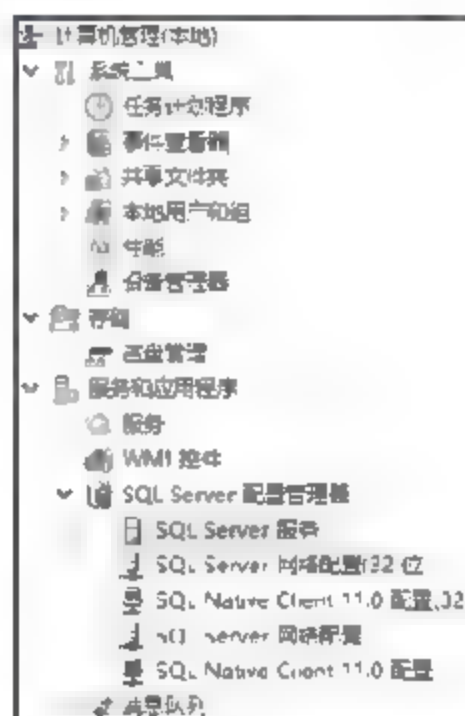 计算机管理(本地)
系统工具
任务计划程序
事件查看器
共享文件夹
本地用户和组
性能
设备管理器
存储
磁盘管理
服务和应用程序
服务
WMI 控件
SQL Server 配置管理器
SQL Server 服务
SQL Server 网络配置(32 位
SQL Native Client 11.0 配置(32
SQL Server 网络配置
SQL Native Client 11.0 配置
消息队列